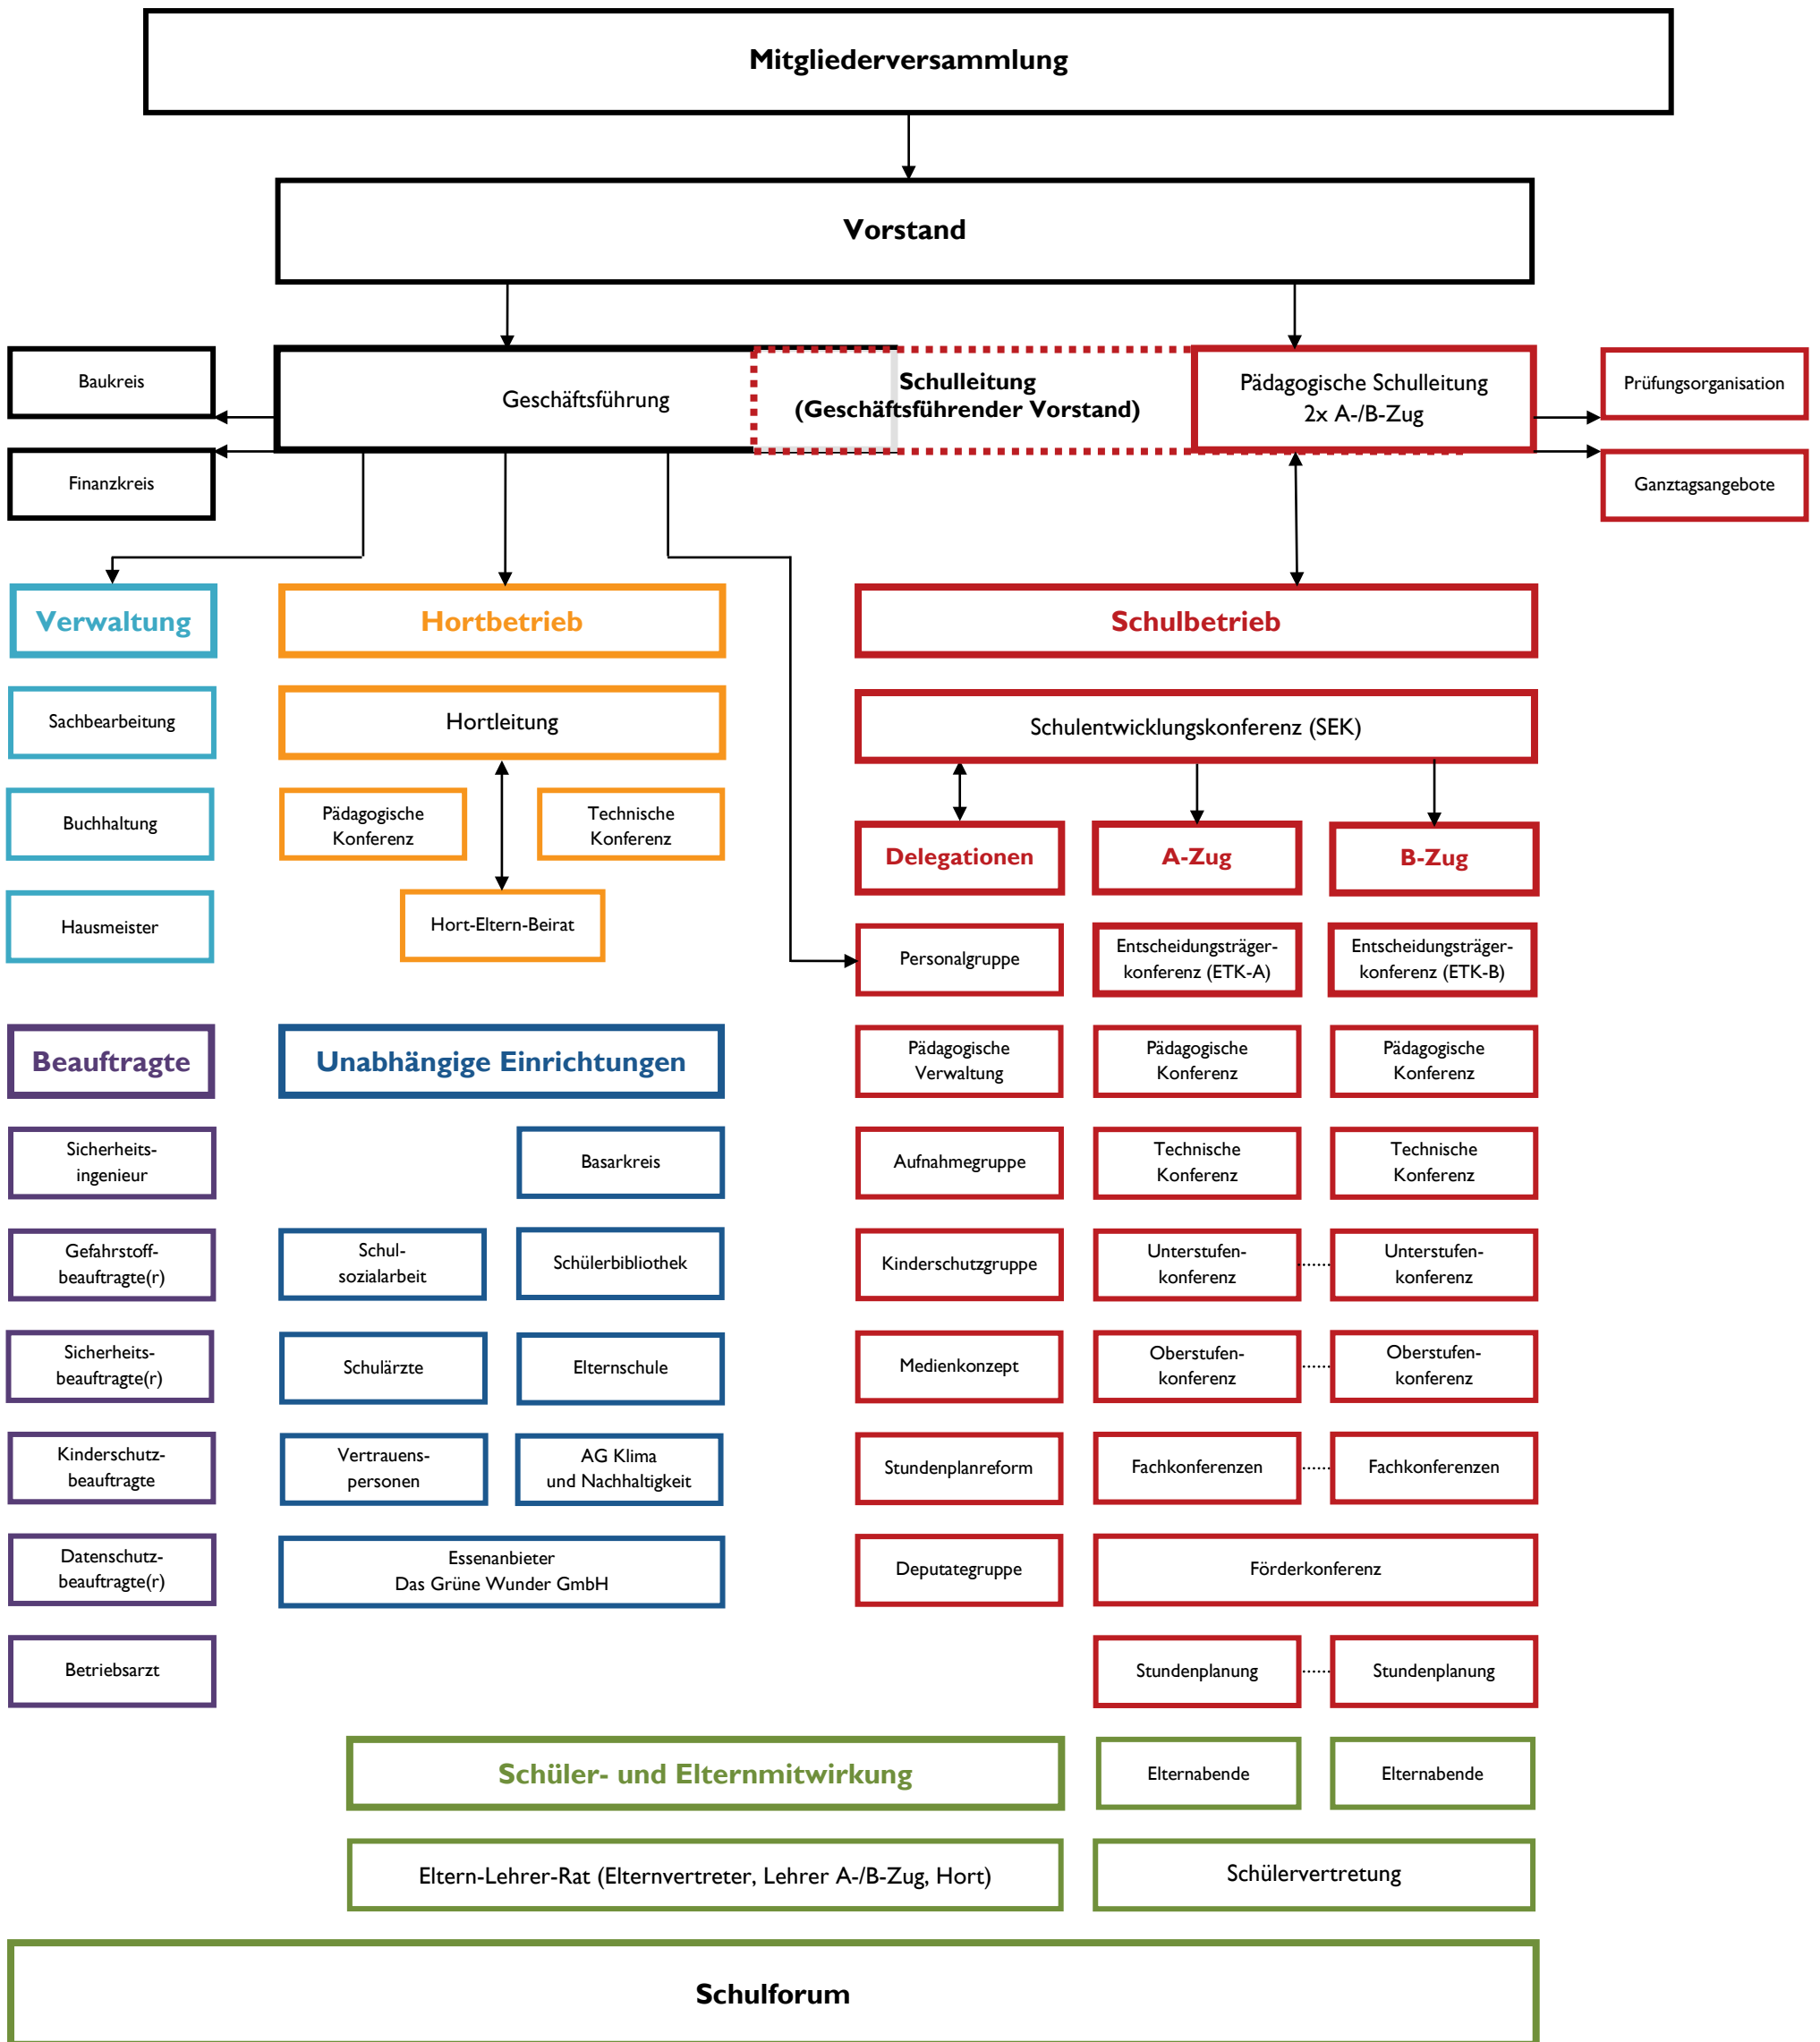 Mitgliederversammlung
Vorstand
Baukreis
Finanzkreis
Geschäftsführung
Schulleitung
(Geschäftsführender Vorstand)
Pädagogische Schulleitung
2x A-/B-Zug
Prüfungsorganisation
Ganztagsangebote
Verwaltung
Sachbearbeitung
Buchhaltung
Hausmeister
Hortbetrieb
Hortleitung
Pädagogische
Konferenz
Technische
Konferenz
Hort-Eltern-Beirat
Schulbetrieb
Schulentwicklungskonferenz (SEK)
Delegationen
Personalgruppe
Pädagogische
Verwaltung
Aufnahmegruppe
Kinderschutzgruppe
Medienkonzept
Stundenplanreform
Deputategruppe
A-Zug
Entscheidungsträger-
konferenz (ETK-A)
Pädagogische
Konferenz
Technische
Konferenz
Unterstufen-
konferenz
Oberstufen-
konferenz
Fachkonferenzen
B-Zug
Entscheidungsträger-
konferenz (ETK-B)
Pädagogische
Konferenz
Technische
Konferenz
Unterstufen-
konferenz
Oberstufen-
konferenz
Fachkonferenzen
Förderkonferenz
Stundenplanung
Stundenplanung
Beauftragte
Sicherheits-
ingenieur
Gefahrstoff-
beauftragte(r)
Sicherheits-
beauftragte(r)
Kinderschutz-
beauftragte
Datenschutz-
beauftragte(r)
Betriebsarzt
Unabhängige Einrichtungen
Basarkreis
Schul-
sozialarbeit
Schülerbibliothek
Schulärzte
Elternschule
Vertrauens-
personen
AG Klima
und Nachhaltigkeit
Essenanbieter
Das Grüne Wunder GmbH
Schüler- und Elternmitwirkung
Elternabende
Elternabende
Eltern-Lehrer-Rat (Elternvertreter, Lehrer A-/B-Zug, Hort)
Schülervertretung
Schulforum